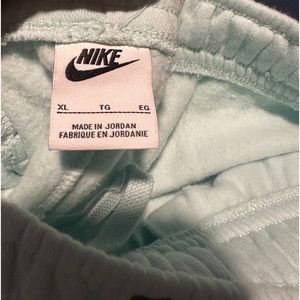 NIKE
XL TG EG
MADE IN JORDAN
FABRIQUE EN JORDANIE